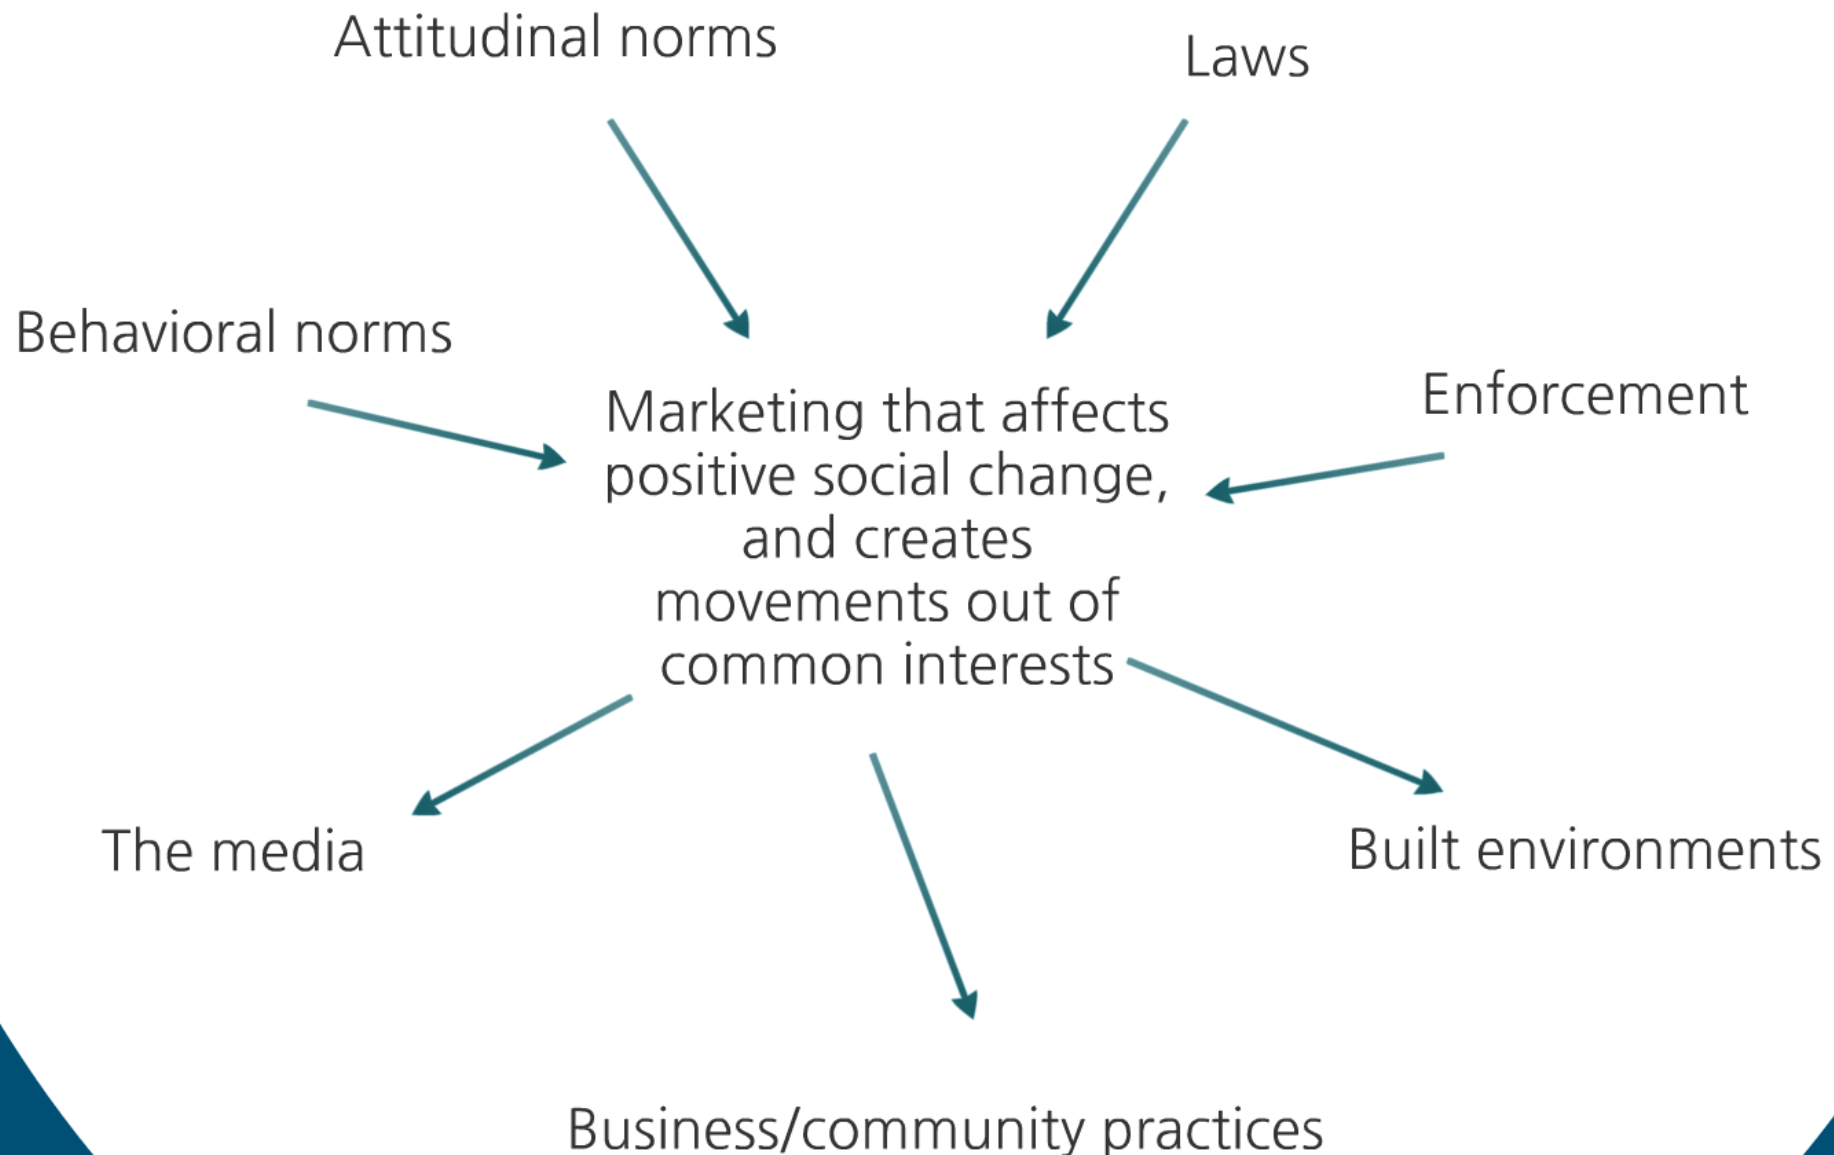 Attitudinal norms
Laws
Behavioral norms
Enforcement
Marketing that affects
positive social change,
and creates
movements out of
common interests
The media
Built environments
Business/community practices